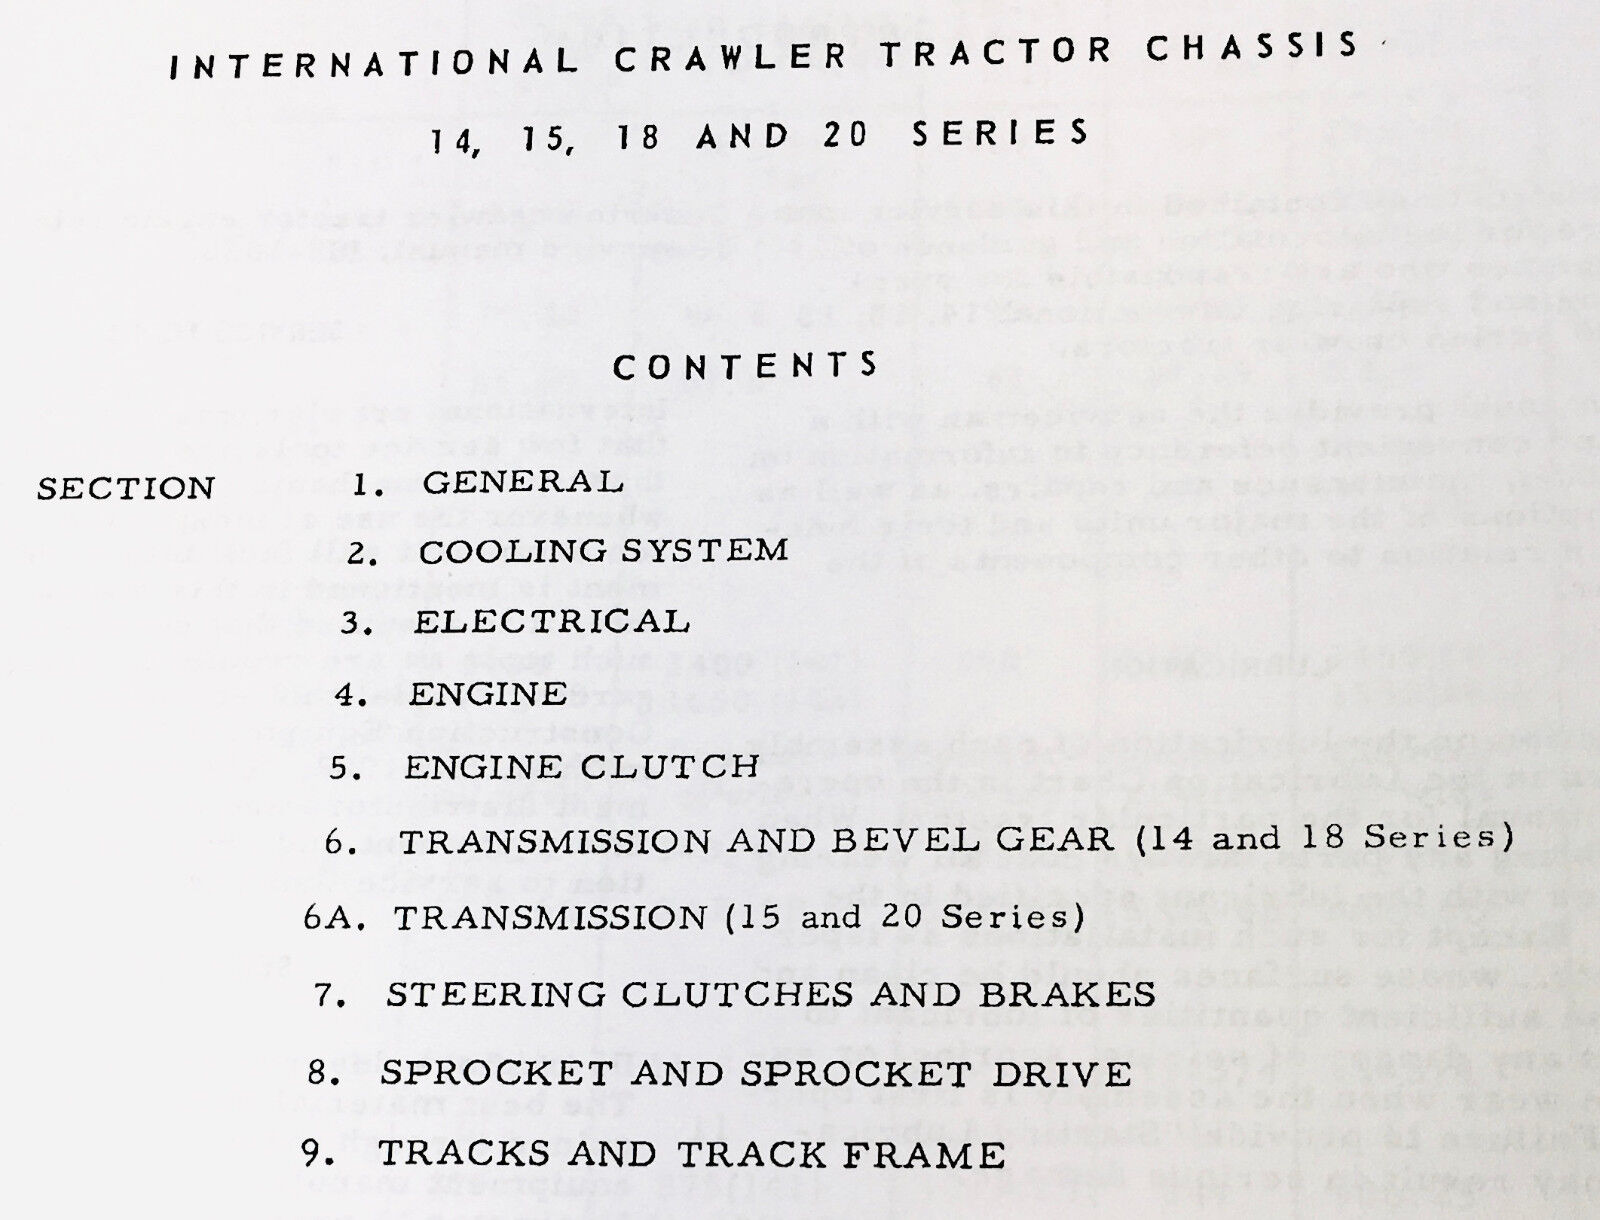 INTERNATIONAL CRAWLER TRACTOR CHASSIS
14, 15, 18 AND 20 SERIES
CONTENTS
SECTION 1. GENERAL
2. COOLING SYSTEM
3. ELECTRICAL
4. ENGINE
5. ENGINE CLUTCH
6. TRANSMISSION AND BEVEL GEAR (14 and 18 Series)
6A. TRANSMISSION (15 and 20 Series)
7. STEERING CLUTCHES AND BRAKES
8. SPROCKET AND SPROCKET DRIVE
9. TRACKS AND TRACK FRAME